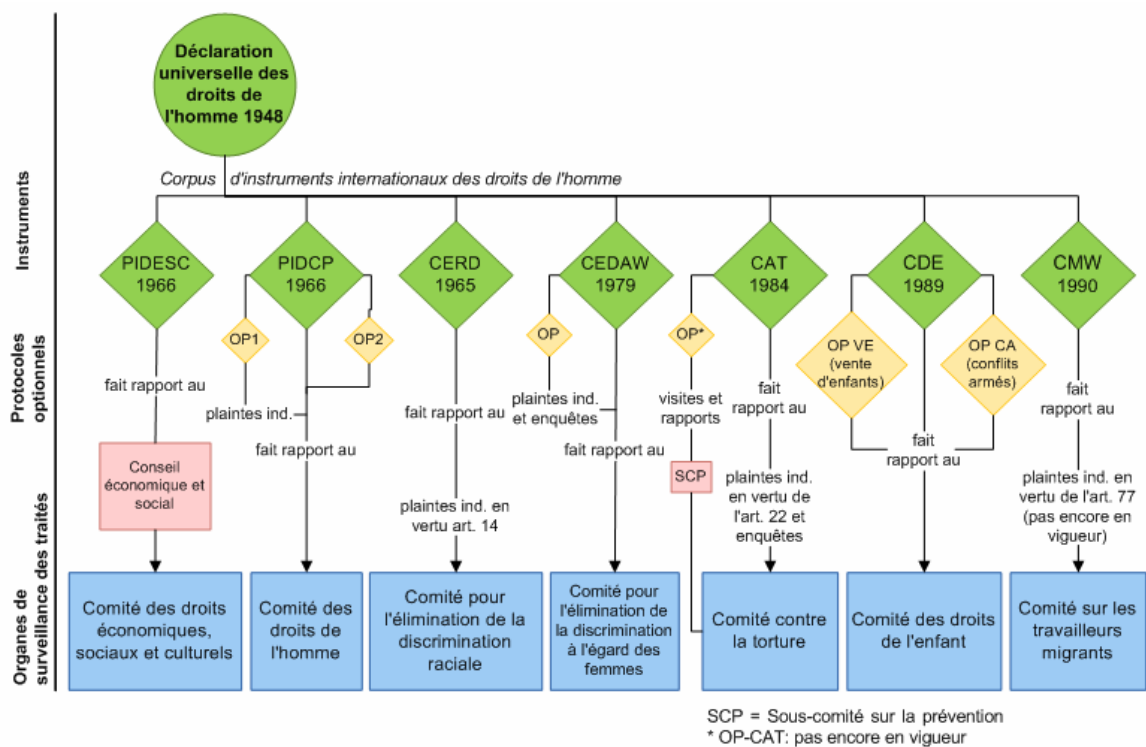 Déclaration
universelle des
droits de
l'homme 1948
Corpus d'instruments internationaux des droits de l'homme
Instruments
PIDESC
1966
PIDCP
1966
CERD
1965
CEDAW
1979
CAT
1984
CDE
1989
CMW
1990
Protocoles
optionnels
OP1
OP2
OP
OP*
OP VE
(vente
d'enfants)
OP CA
(conflits
armés)
fait rapport au
plaintes ind.
fait rapport au
fait rapport au
plaintes ind. en
vertu art. 14
plaintes ind.
et enquêtes
fait rapport au
visites et
rapports
fait
rapport au
plaintes ind.
en vertu de
l'art. 22 et
enquêtes
fait
rapport au
fait
rapport au
plaintes ind.
en vertu
de l'art. 77
(pas encore en
vigueur)
Conseil
économique et
social
SCP
Organes de
surveillance des traités
Comité des droits
économiques,
sociaux et culturels
Comité des
droits de
l'homme
Comité pour
l'élimination de la
discrimination
raciale
Comité pour
l'élimination de
la discrimination
à l'égard des
femmes
Comité contre
la torture
Comité des droits
de l'enfant
Comité sur les
travailleurs
migrants
SCP = Sous-comité sur la prévention
* OP-CAT: pas encore en vigueur